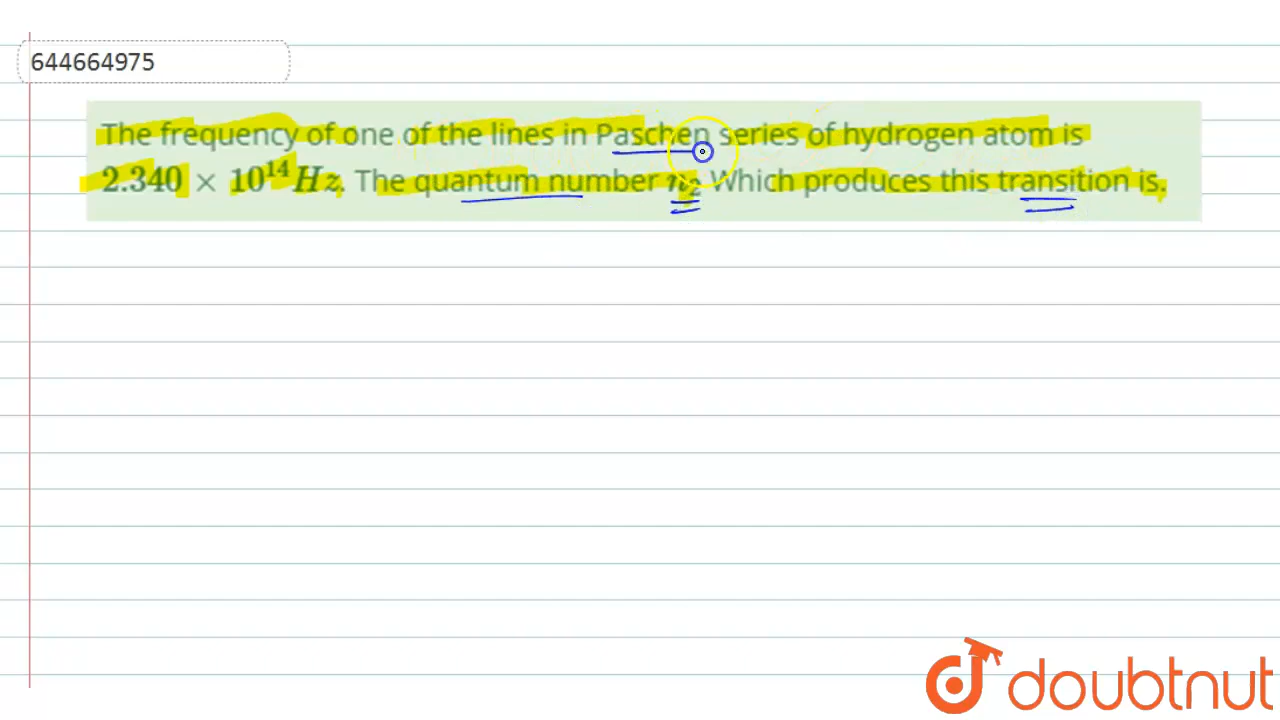 644664975
The frequency of one of the lines in Paschen series of hydrogen atom is
2.340 × 10¹⁴ Hz. The quantum number n₂ Which produces this transition is.
doubtnut